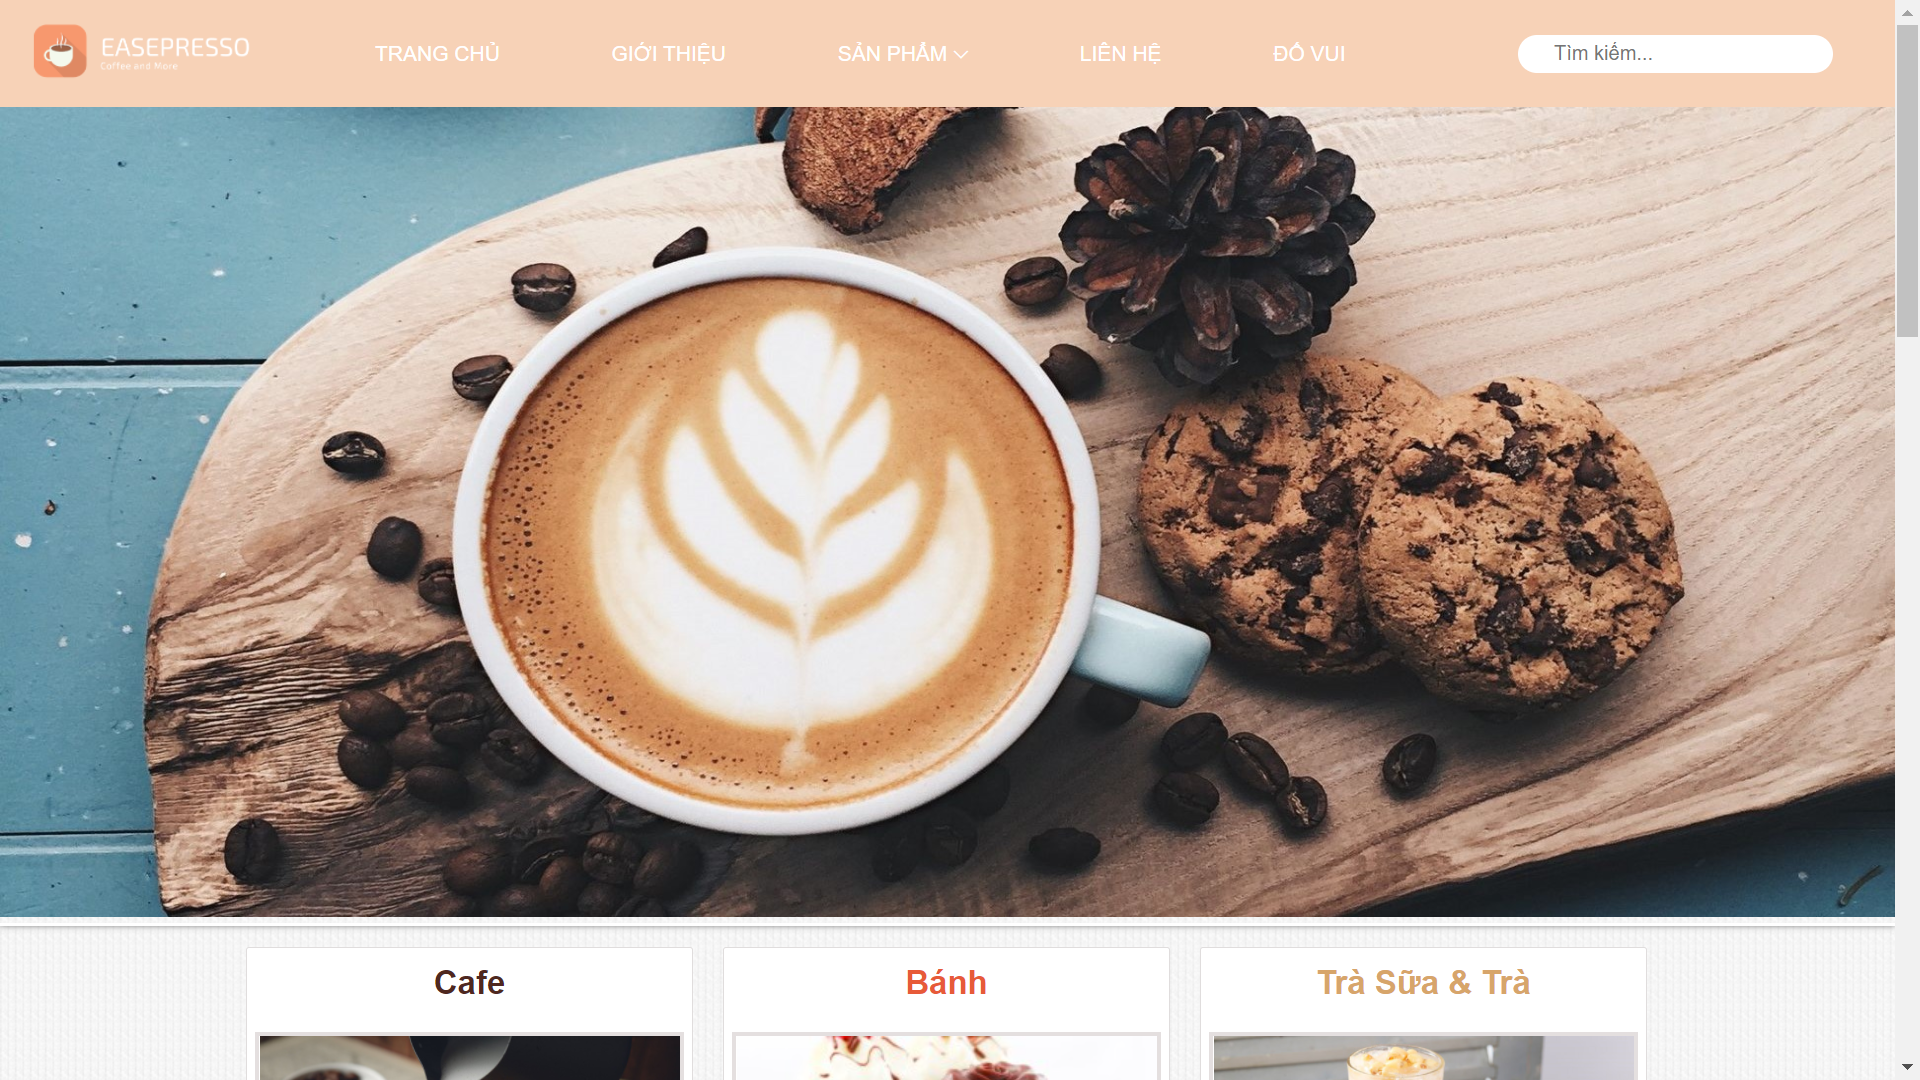 EASEPRESSO
Coffee and More
TRANG CHỦ
GIỚI THIỆU
SẢN PHẨM
LIÊN HỆ
ĐỐ VUI
Tìm kiếm...
Cafe
Bánh
Trà Sữa & Trà